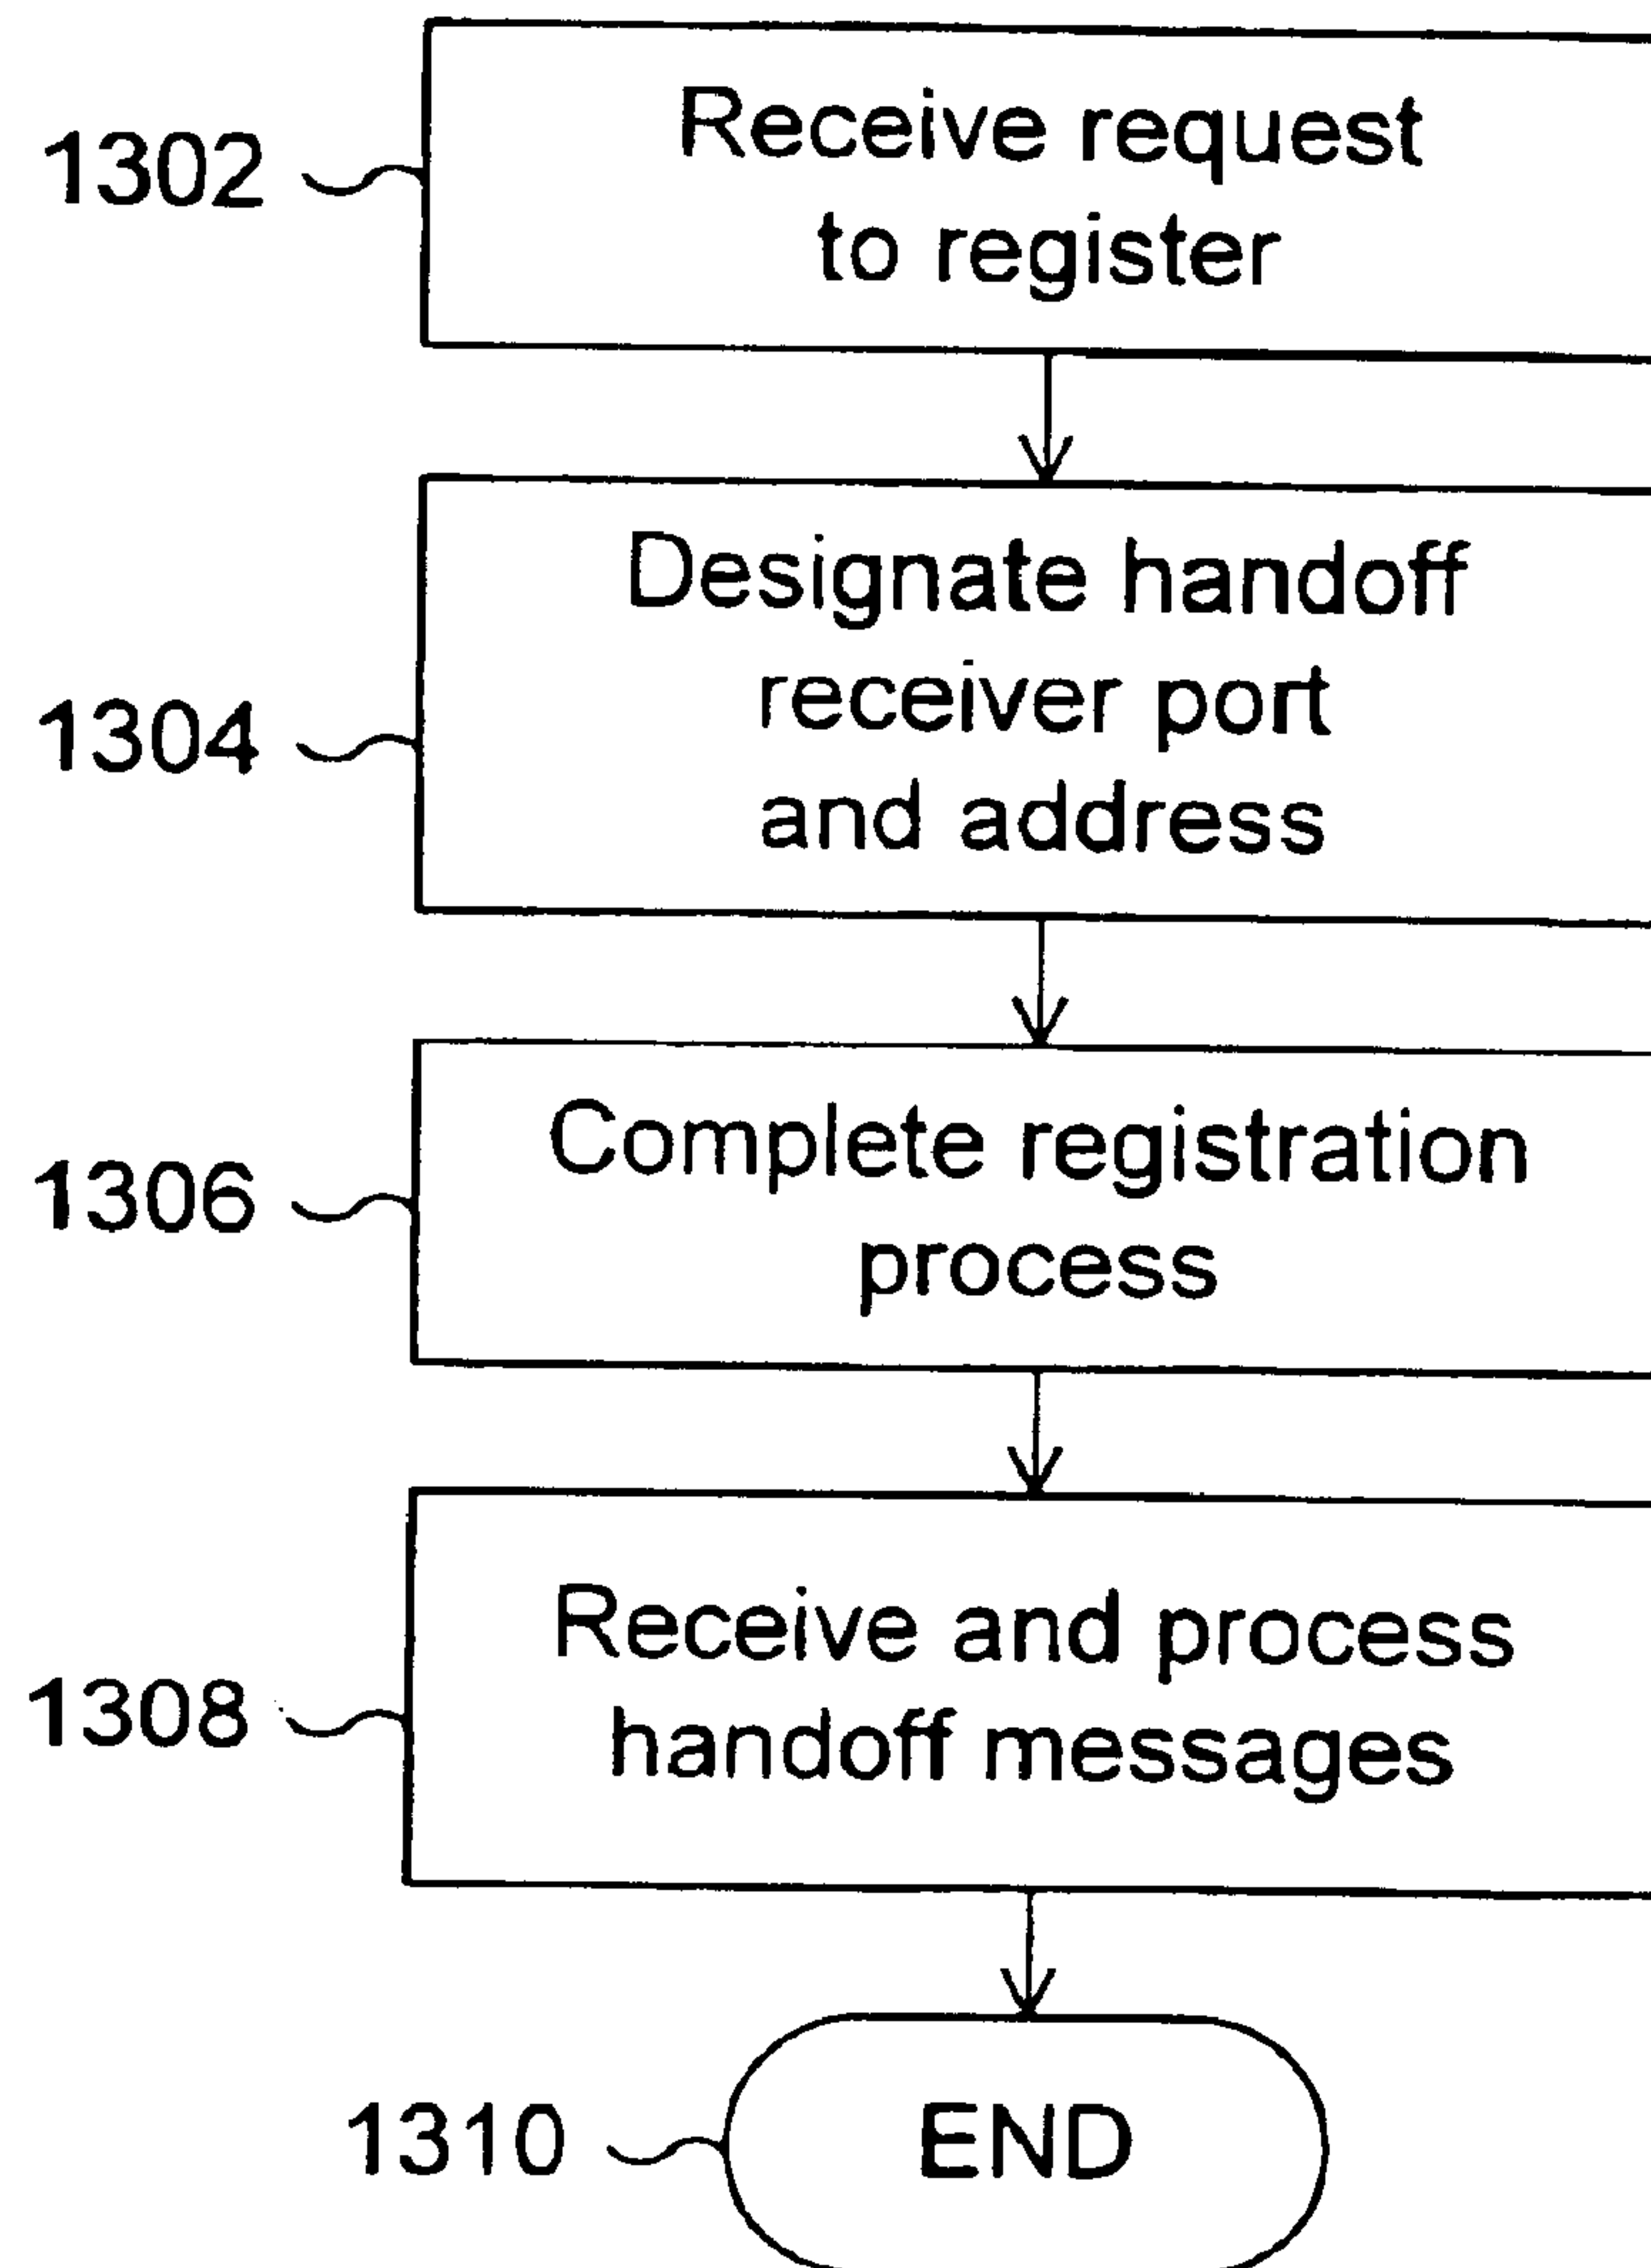 1302
Receive request
to register
1304
Designate handoff
receiver port
and address
1306
Complete registration
process
1308
Receive and process
handoff messages
1310
END